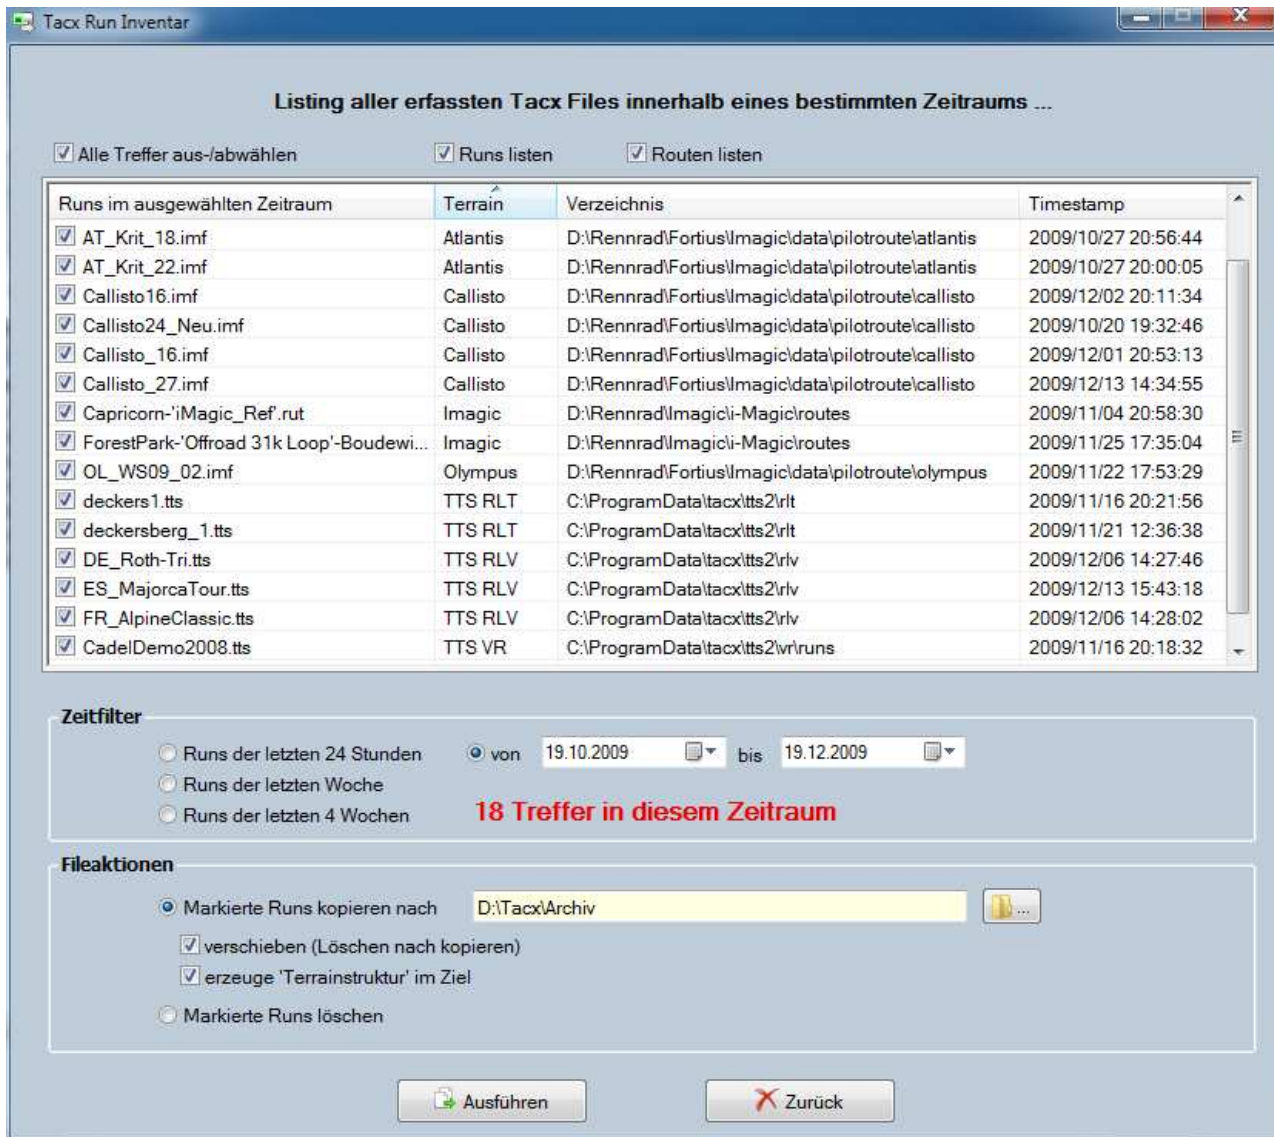 Tacx Run Inventar
Listing aller erfassten Tacx Files innerhalb eines bestimmten Zeitraums ...
Alle Treffer aus-/abwählen Runs listen Routen listen
Runs im ausgewählten Zeitraum Terrain Verzeichnis Timestamp
AT_Krit_18.imf Atlantis D:\Rennrad\Fortius\Imagic\data\pilotroute\atlantis 2009/10/27 20:56:44
AT_Krit_22.imf Atlantis D:\Rennrad\Fortius\Imagic\data\pilotroute\atlantis 2009/10/27 20:00:05
Callisto16.imf Callisto D:\Rennrad\Fortius\Imagic\data\pilotroute\callisto 2009/12/02 20:11:34
Callisto24_Neu.imf Callisto D:\Rennrad\Fortius\Imagic\data\pilotroute\callisto 2009/10/20 19:32:46
Callisto_16.imf Callisto D:\Rennrad\Fortius\Imagic\data\pilotroute\callisto 2009/12/01 20:53:13
Callisto_27.imf Callisto D:\Rennrad\Fortius\Imagic\data\pilotroute\callisto 2009/12/13 14:34:55
Capricorn-'iMagic_Ref'.rut Imagic D:\Rennrad\Imagic\i-Magic\routes 2009/11/04 20:58:30
ForestPark-'Offroad 31k Loop'-Boudewi... Imagic D:\Rennrad\Imagic\i-Magic\routes 2009/11/25 17:35:04
OL_WS09_02.imf Olympus D:\Rennrad\Fortius\Imagic\data\pilotroute\olympus 2009/11/22 17:53:29
deckers1.tts TTS RLT C:\ProgramData\tacx\tts2\rlt 2009/11/16 20:21:56
deckersberg_1.tts TTS RLT C:\ProgramData\tacx\tts2\rlt 2009/11/21 12:36:38
DE_Roth-Tri.tts TTS RLV C:\ProgramData\tacx\tts2\rlv 2009/12/06 14:27:46
ES_MajorcaTour.tts TTS RLV C:\ProgramData\tacx\tts2\rlv 2009/12/13 15:43:18
FR_AlpineClassic.tts TTS RLV C:\ProgramData\tacx\tts2\rlv 2009/12/06 14:28:02
CadelDemo2008.tts TTS VR C:\ProgramData\tacx\tts2\vr\runs 2009/11/16 20:18:32
Zeitfilter
Runs der letzten 24 Stunden von 19.10.2009 bis 19.12.2009
Runs der letzten Woche
Runs der letzten 4 Wochen 18 Treffer in diesem Zeitraum
Fileaktionen
Markierte Runs kopieren nach D:\Tacx\Archiv ...
verschieben (Löschen nach kopieren)
erzeuge 'Terrainstruktur' im Ziel
Markierte Runs löschen
Ausführen Zurück